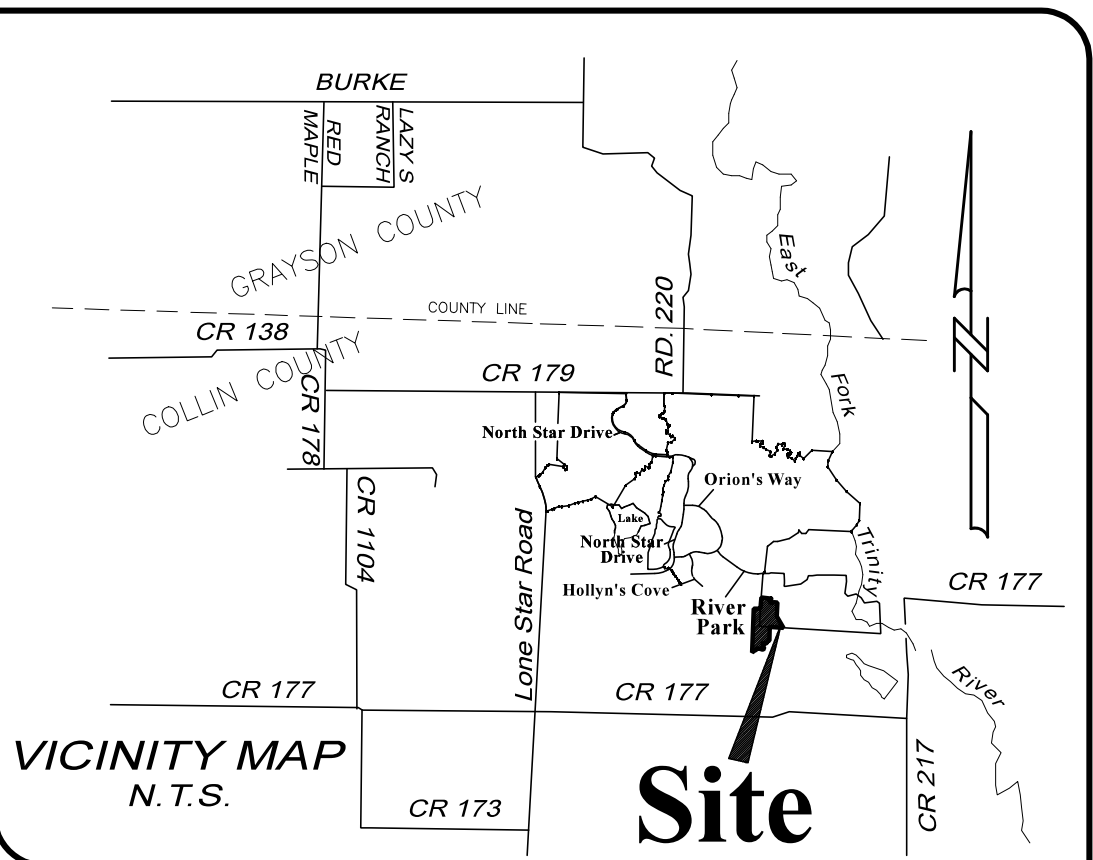 BURKE
RED
MAPLE
LAZY S
RANCH
GRAYSON COUNTY
East
RD. 220
COUNTY LINE
CR 138
COLLIN COUNTY
CR 179
CR 178
Fork
North Star Drive
Orion's Way
Lake
CR 1104
Lone Star Road
North Star
Drive
Trinity
Hollyn's Cove
CR 177
River
Park
CR 177
CR 177
River
N
VICINITY MAP
N.T.S.
CR 173
Site
CR 217